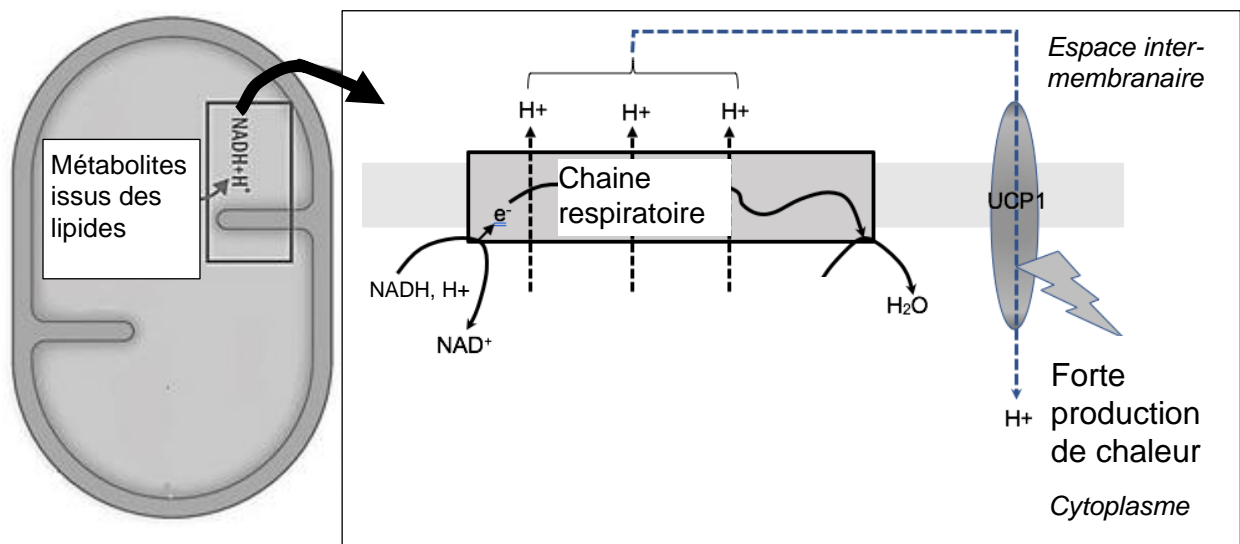 NADH+H⁺
Métabolites
issus des
lipides
Espace inter-
membranaire
H+
H+
H+
Chaine
respiratoire
e⁻
UCP1
NADH, H+
NAD⁺
H₂O
Forte
production
de chaleur
H+
Cytoplasme